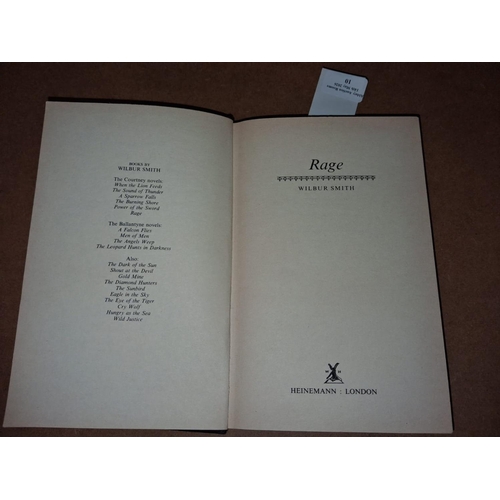 BOOKS BY
WILBUR SMITH
The Courtney novels:
When the Lion Feeds
The Sound of Thunder
A Sparrow Falls
The Burning Shore
Power of the Sword
Rage
The Ballantyne novels:
A Falcon Flies
Men of Men
The Angels Weep
The Leopard Hunts in Darkness
Also:
The Dark of the Sun
Shout at the Devil
Gold Mine
The Diamond Hunters
The Sunbird
Eagle in the Sky
The Eye of the Tiger
Cry Wolf
Hungry as the Sea
Wild Justice
Rage
WILBUR SMITH
HEINEMANN : LONDON
18